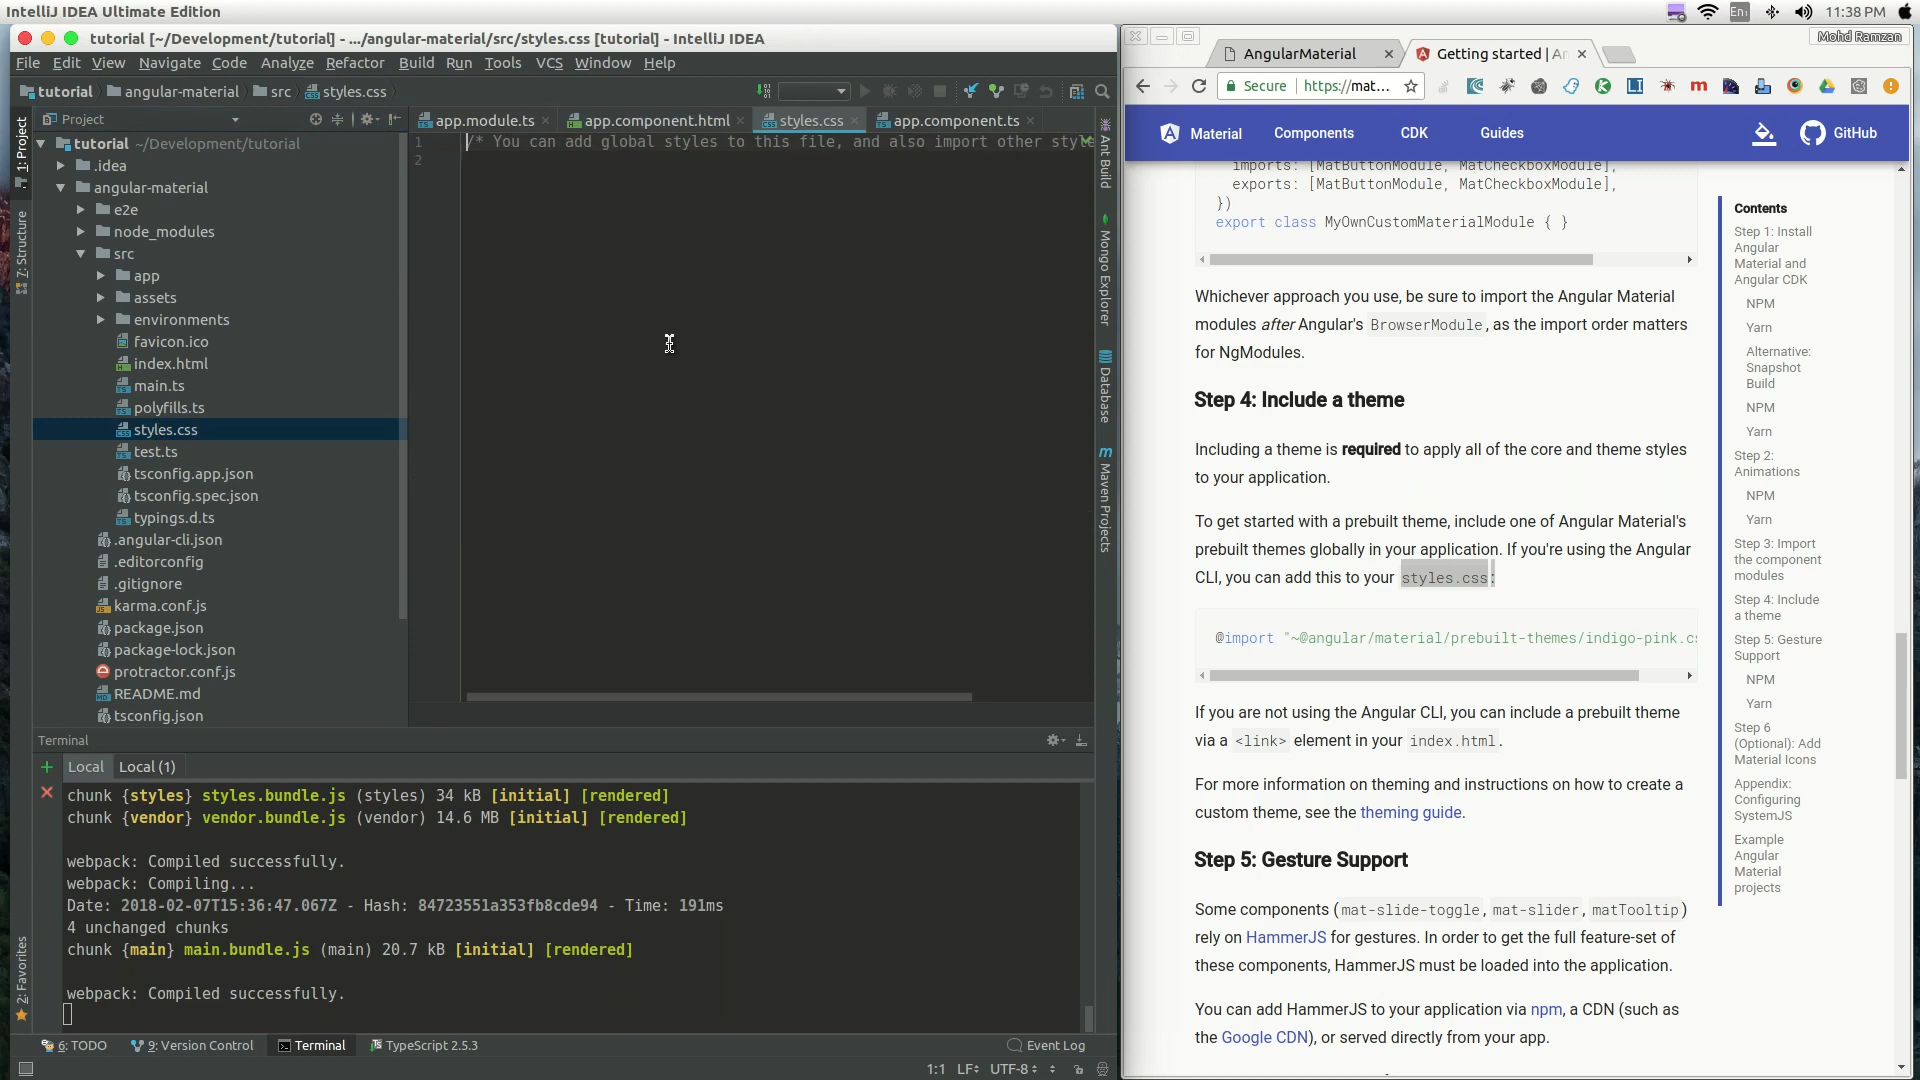 IntelliJ IDEA Ultimate Edition
En₁
11:38 PM
tutorial [~/Development/tutorial] - .../angular-material/src/styles.css [tutorial] - IntelliJ IDEA
File Edit View Navigate Code Analyze Refactor Build Run Tools VCS Window Help
tutorial angular-material src styles.css
Project
app.module.ts app.component.html styles.css app.component.ts
1: Project
7: Structure
2: Favorites
tutorial ~/Development/tutorial
.idea
angular-material
e2e
node_modules
src
app
assets
environments
favicon.ico
index.html
main.ts
polyfills.ts
styles.css
test.ts
tsconfig.app.json
tsconfig.spec.json
typings.d.ts
.angular-cli.json
.editorconfig
.gitignore
karma.conf.js
package.json
package-lock.json
protractor.conf.js
README.md
tsconfig.json
1 /* You can add global styles to this file, and also import other style
2
Ant Build
Mongo Explorer
Database
Maven Projects
Terminal
Local Local (1)
chunk {styles} styles.bundle.js (styles) 34 kB [initial] [rendered]
chunk {vendor} vendor.bundle.js (vendor) 14.6 MB [initial] [rendered]
webpack: Compiled successfully.
webpack: Compiling...
Date: 2018-02-07T15:36:47.067Z - Hash: 84723551a353fb8cde94 - Time: 191ms
4 unchanged chunks
chunk {main} main.bundle.js (main) 20.7 kB [initial] [rendered]
webpack: Compiled successfully.
6: TODO 9: Version Control Terminal TypeScript 2.5.3 Event Log
1:1 LF UTF-8
Mohd Ramzan
AngularMaterial Getting started | An
Secure https://mat...
Material Components CDK Guides GitHub
imports: [MatButtonModule, MatCheckboxModule],
exports: [MatButtonModule, MatCheckboxModule],
})
export class MyOwnCustomMaterialModule { }
Whichever approach you use, be sure to import the Angular Material
modules after Angular's BrowserModule, as the import order matters
for NgModules.
Step 4: Include a theme
Including a theme is required to apply all of the core and theme styles
to your application.
To get started with a prebuilt theme, include one of Angular Material's
prebuilt themes globally in your application. If you're using the Angular
CLI, you can add this to your styles.css:
@import "~@angular/material/prebuilt-themes/indigo-pink.cs
If you are not using the Angular CLI, you can include a prebuilt theme
via a <link> element in your index.html.
For more information on theming and instructions on how to create a
custom theme, see the theming guide.
Step 5: Gesture Support
Some components (mat-slide-toggle, mat-slider, matTooltip)
rely on HammerJS for gestures. In order to get the full feature-set of
these components, HammerJS must be loaded into the application.
You can add HammerJS to your application via npm, a CDN (such as
the Google CDN), or served directly from your app.
Contents
Step 1: Install
Angular
Material and
Angular CDK
NPM
Yarn
Alternative:
Snapshot
Build
NPM
Yarn
Step 2:
Animations
NPM
Yarn
Step 3: Import
the component
modules
Step 4: Include
a theme
Step 5: Gesture
Support
NPM
Yarn
Step 6
(Optional): Add
Material Icons
Appendix:
Configuring
SystemJS
Example
Angular
Material
projects